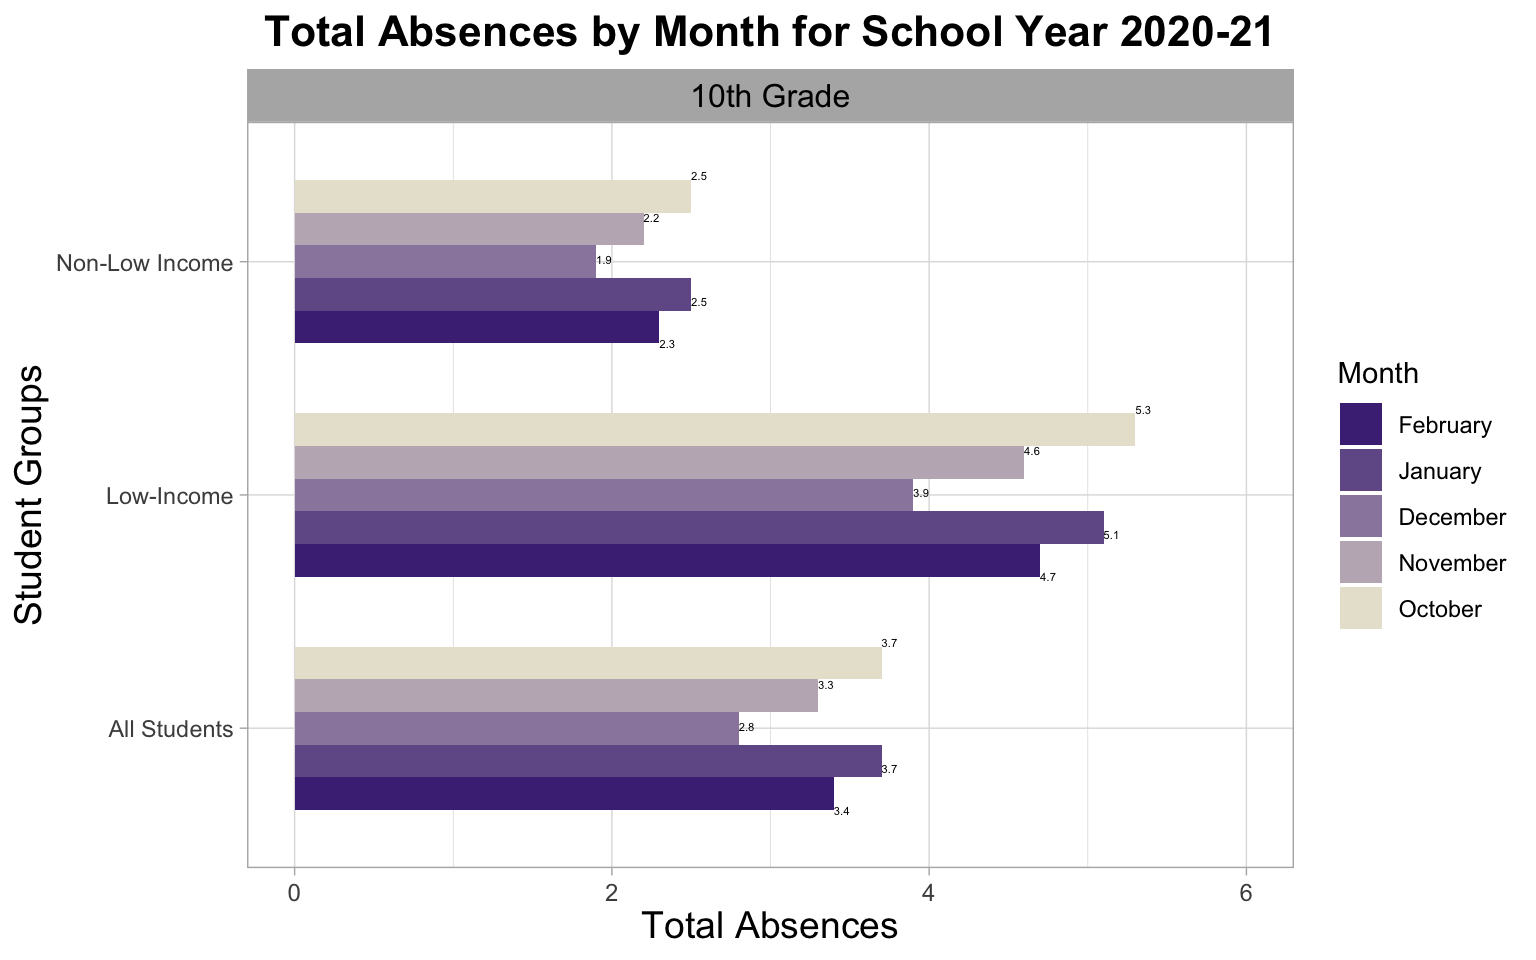 Total Absences by Month for School Year 2020-21
10th Grade
2.5
2.2
Non-Low Income
1.9
2.5
2.3
5.3
4.6
Low-Income
3.9
5.1
4.7
3.7
3.3
All Students
2.8
3.7
3.4
0 2 4 6
Total Absences
Student Groups
Month
February
January
December
November
October